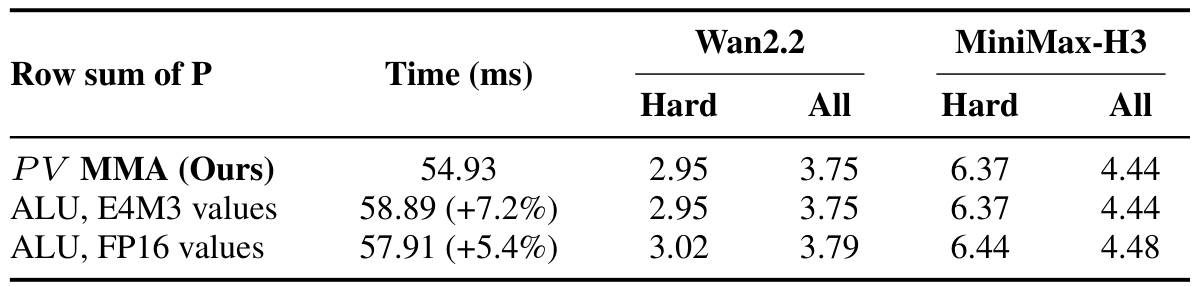 Row sum of P Time (ms) Wan2.2 MiniMax-H3
Hard All Hard All
PV MMA (Ours) 54.93 2.95 3.75 6.37 4.44
ALU, E4M3 values 58.89 (+7.2%) 2.95 3.75 6.37 4.44
ALU, FP16 values 57.91 (+5.4%) 3.02 3.79 6.44 4.48